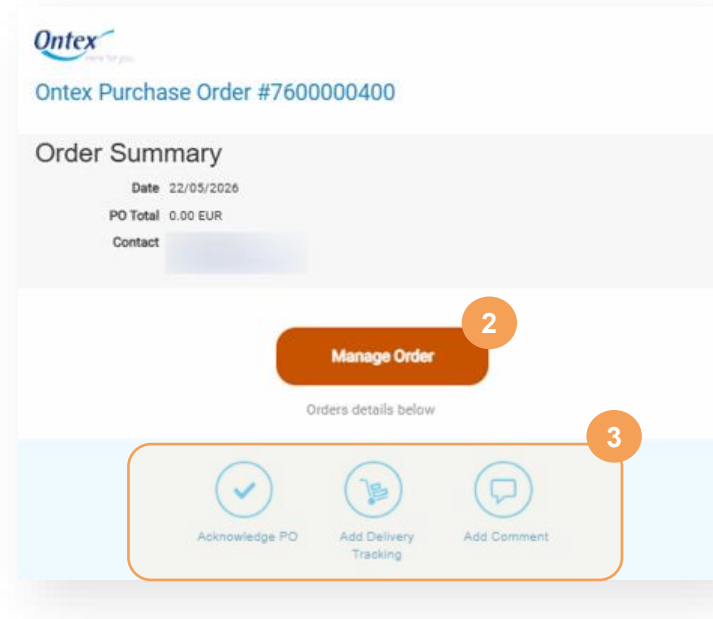 Ontex
here for you
Ontex Purchase Order #7600000400
Order Summary
Date 22/05/2026
PO Total 0.00 EUR
Contact
2
Manage Order
Orders details below
3
Acknowledge PO
Add Delivery
Tracking
Add Comment